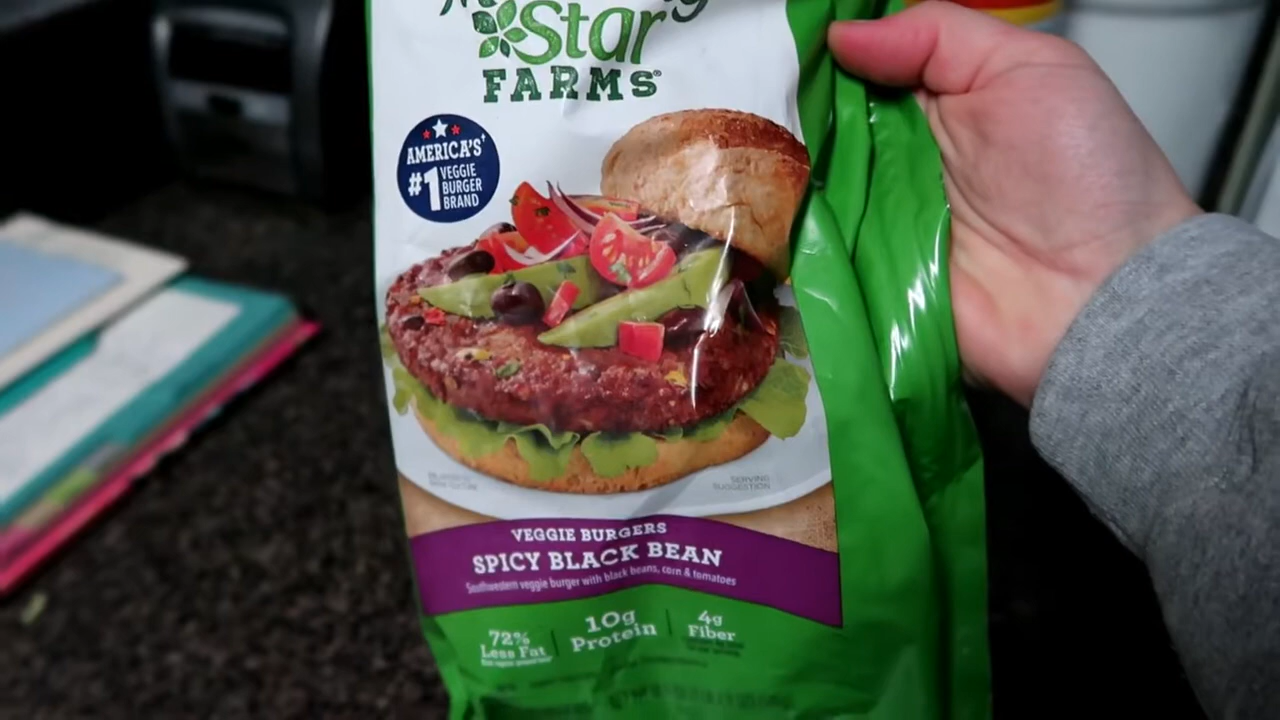 Star
FARMS®
AMERICA'S†
#1 VEGGIE
BURGER
BRAND
SERVING
SUGGESTION
VEGGIE BURGERS
SPICY BLACK BEAN
Southwestern veggie burger with black beans, corn & tomatoes
72%
Less Fat
10g
Protein
4g
Fiber